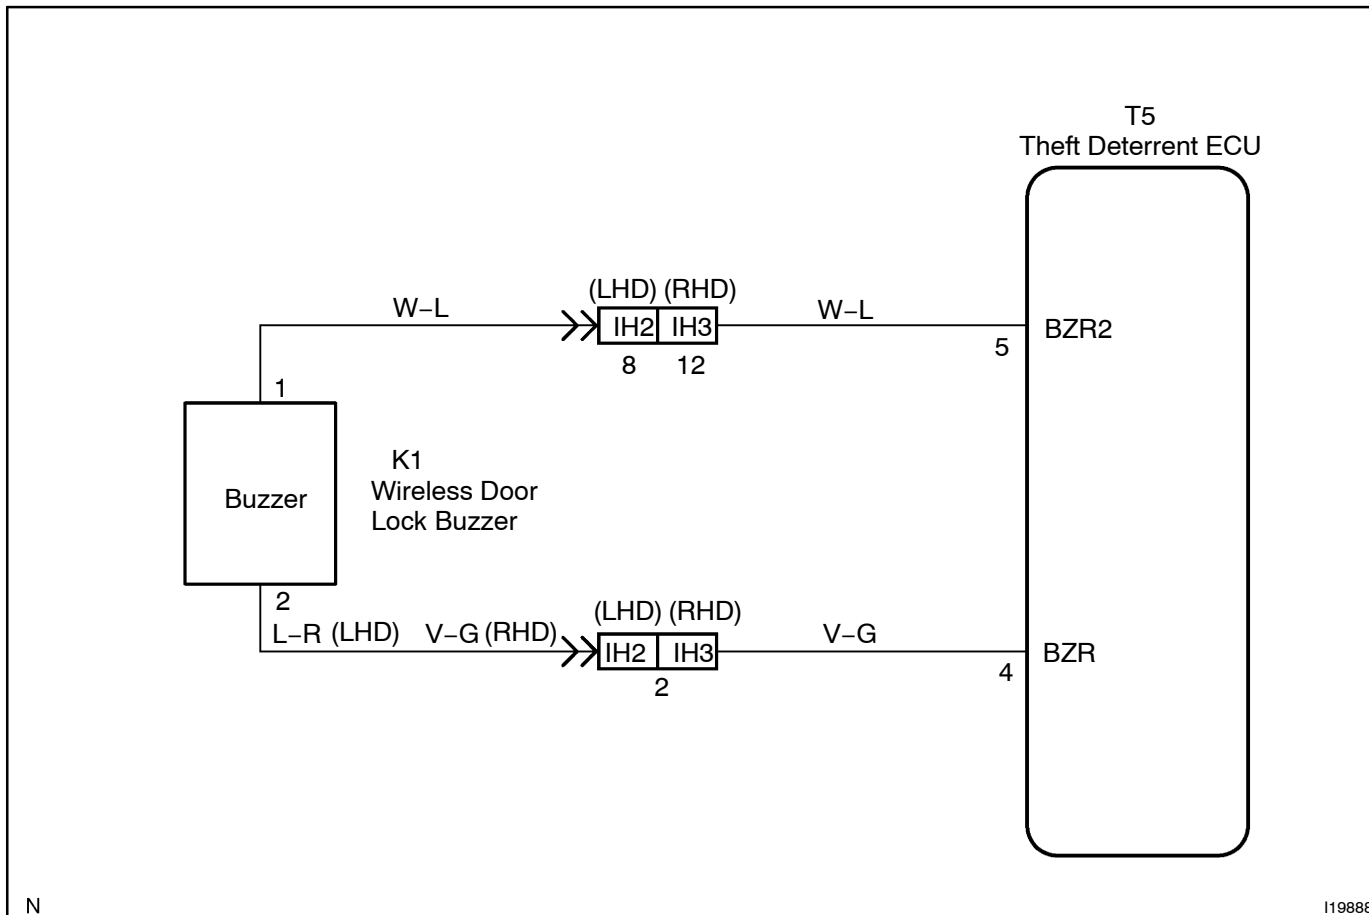 T5
Theft Deterrent ECU
(LHD) (RHD)
W–L
IH2 IH3
W–L
BZR2
5
8 12
1
Buzzer
K1
Wireless Door
Lock Buzzer
2
(LHD) (RHD)
L–R (LHD) V–G (RHD)
IH2 IH3
V–G
BZR
4
2
N
I19888